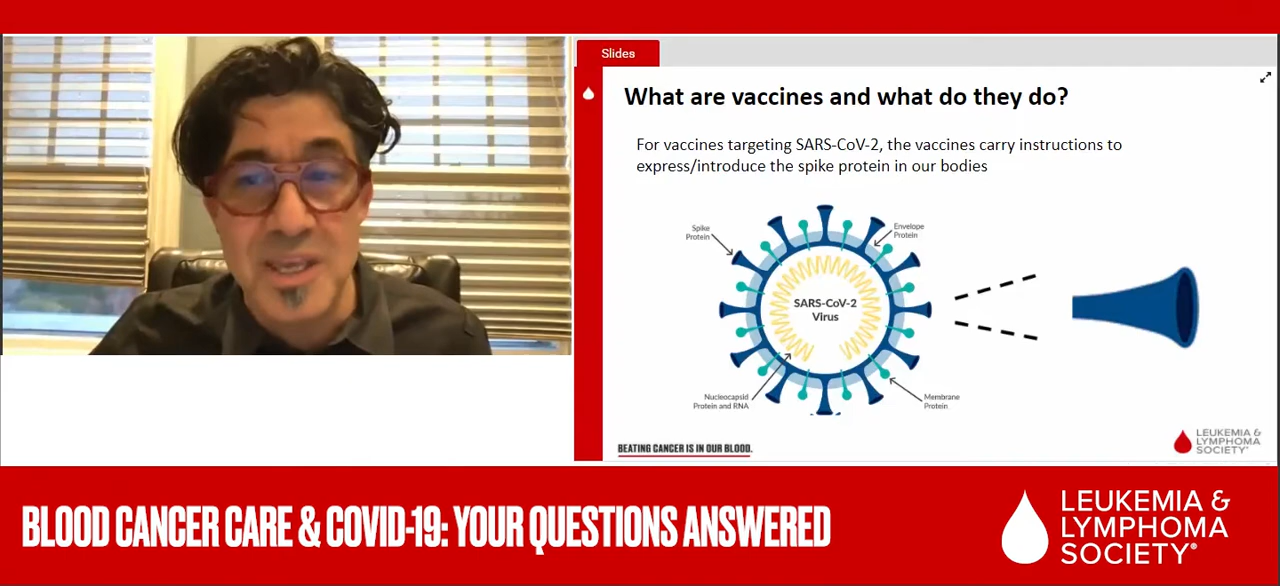 Slides
What are vaccines and what do they do?
For vaccines targeting SARS-CoV-2, the vaccines carry instructions to
express/introduce the spike protein in our bodies
Spike
Protein
Envelope
Protein
SARS-CoV-2
Virus
Nucleocapsid
Protein and RNA
Membrane
Protein
BEATING CANCER IS IN OUR BLOOD.
LEUKEMIA &
LYMPHOMA
SOCIETY®
BLOOD CANCER CARE & COVID-19: YOUR QUESTIONS ANSWERED
LEUKEMIA &
LYMPHOMA
SOCIETY®